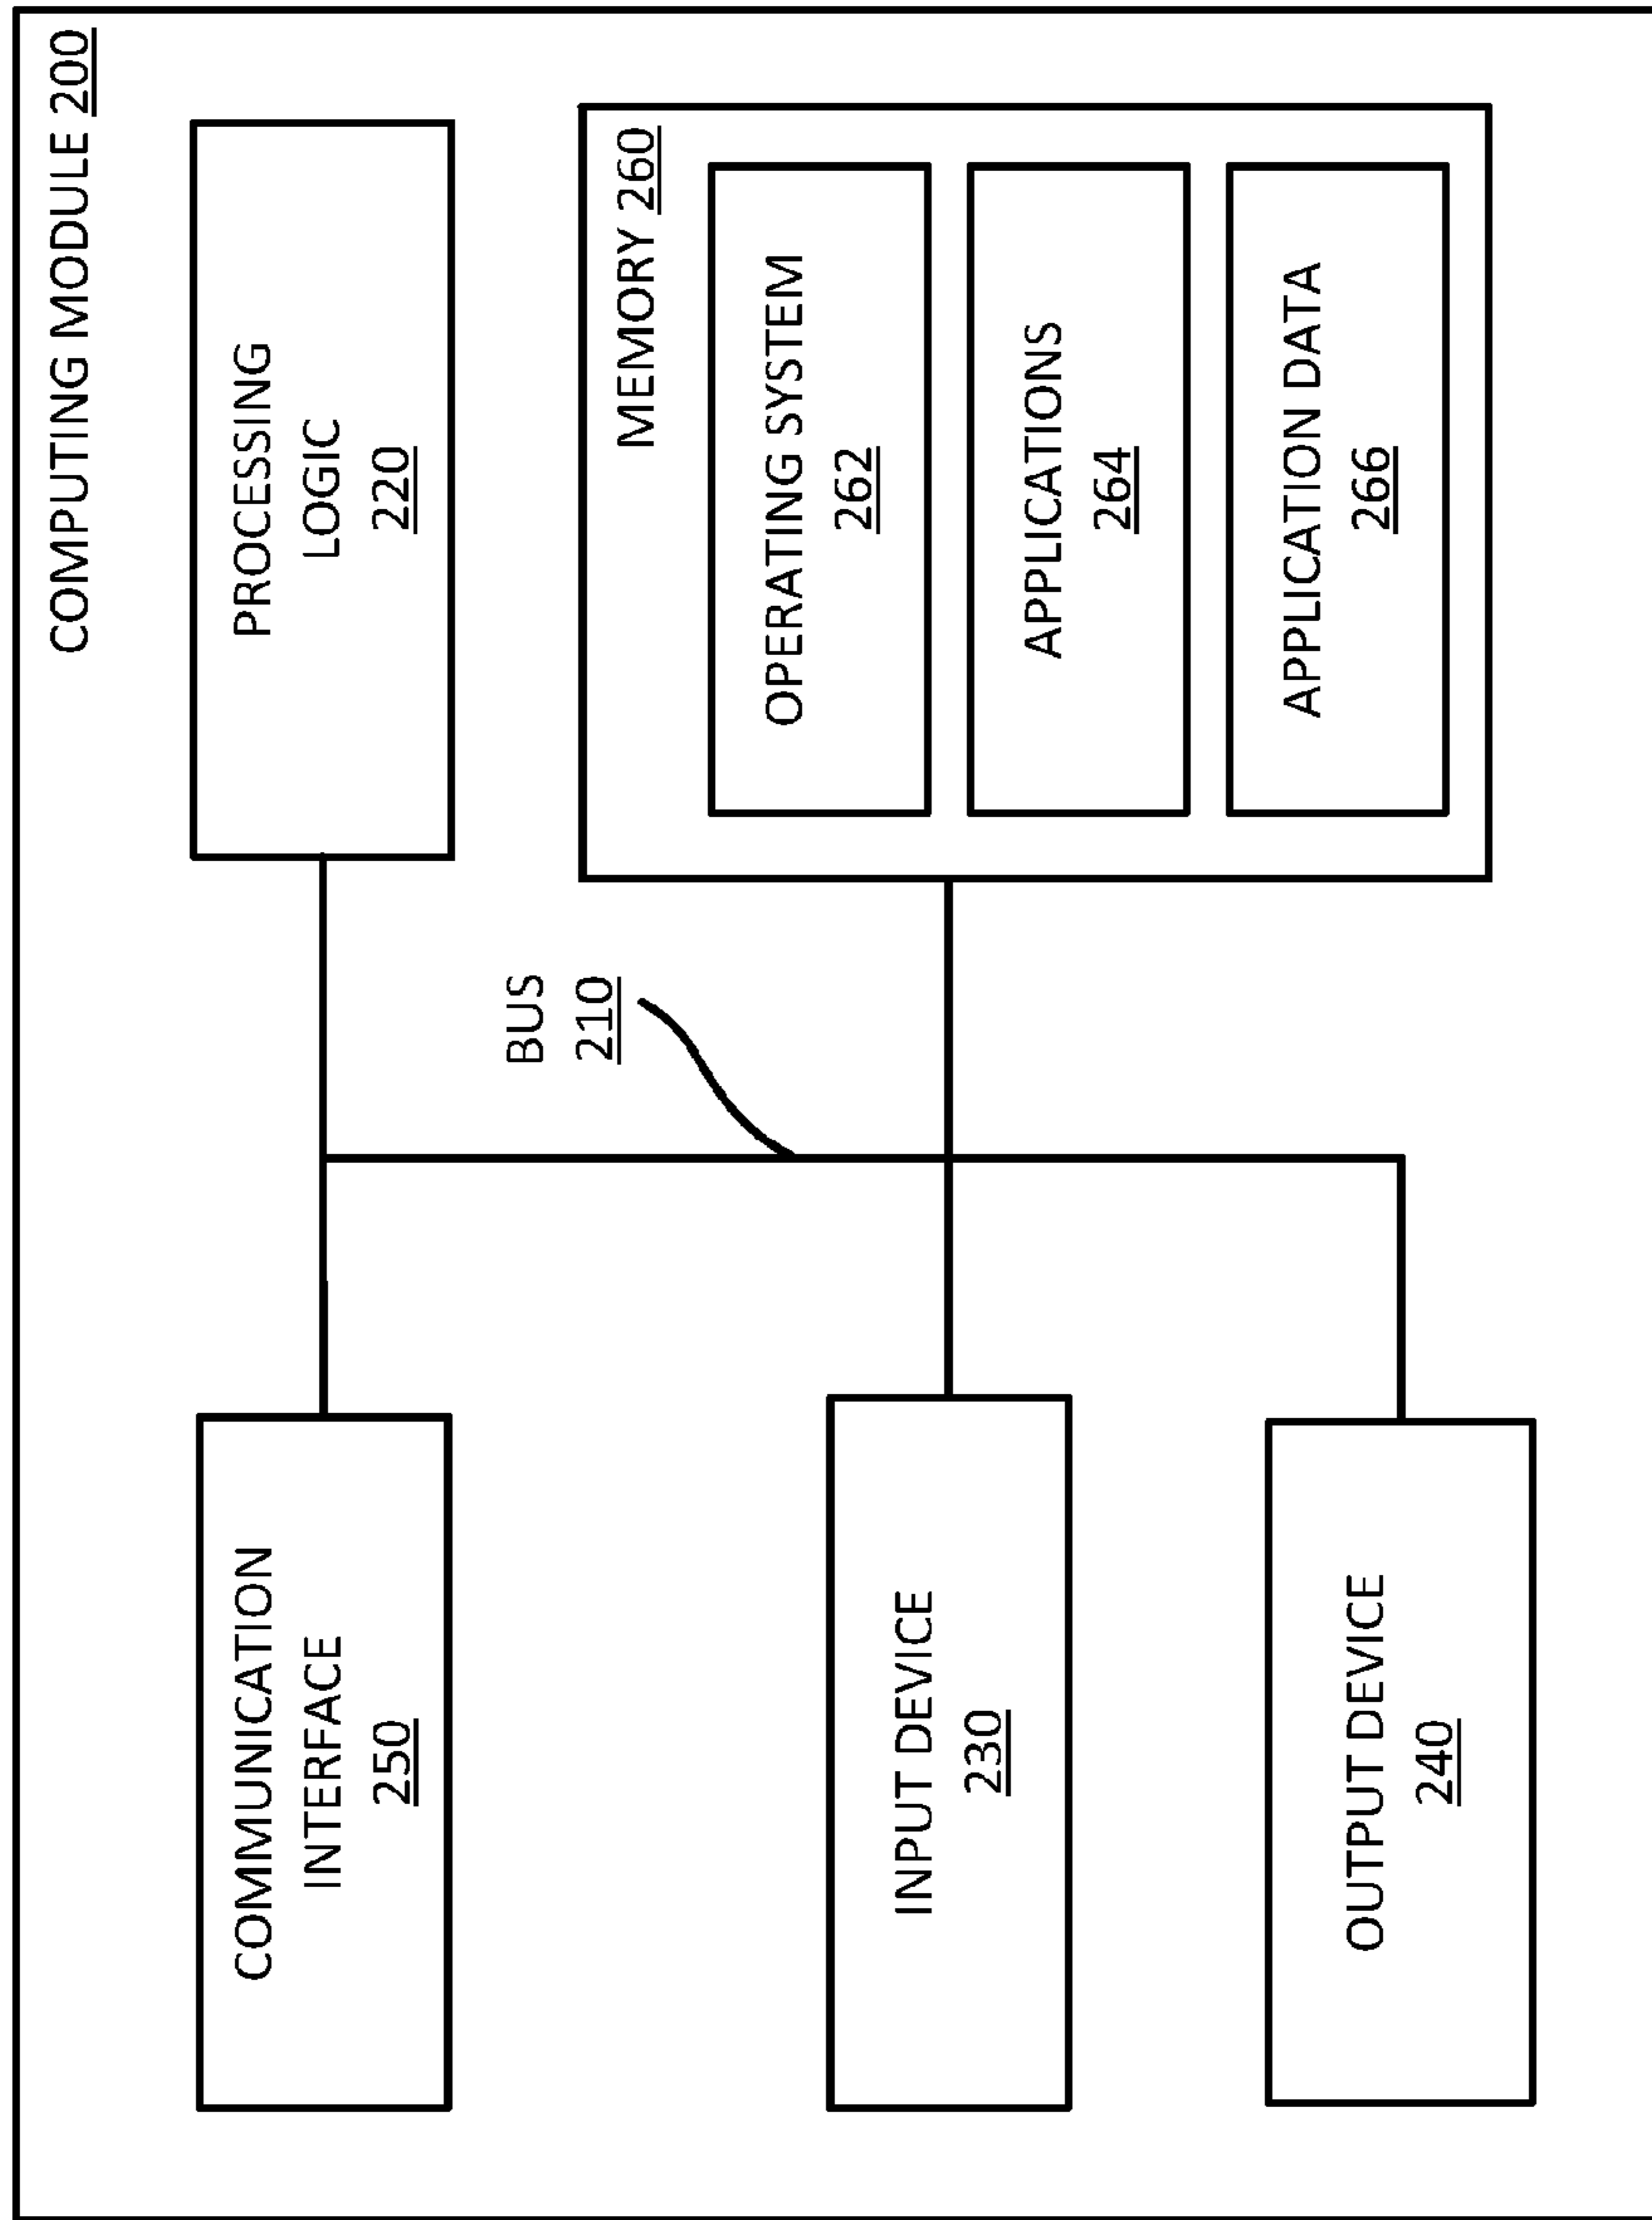 COMPUTING MODULE 200
COMMUNICATION
INTERFACE
250
PROCESSING
LOGIC
220
BUS
210
MEMORY 260
OPERATING SYSTEM
262
INPUT DEVICE
230
APPLICATIONS
264
APPLICATION DATA
266
OUTPUT DEVICE
240